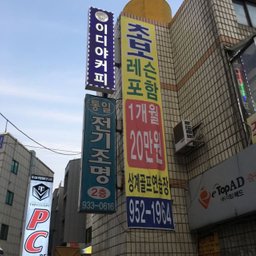 이디야커피
통일
전기조명
2층
933-0616
초보
레슨
포함
1개월
20만원
상계골프연습장
952-1964
PC
e-TopAD